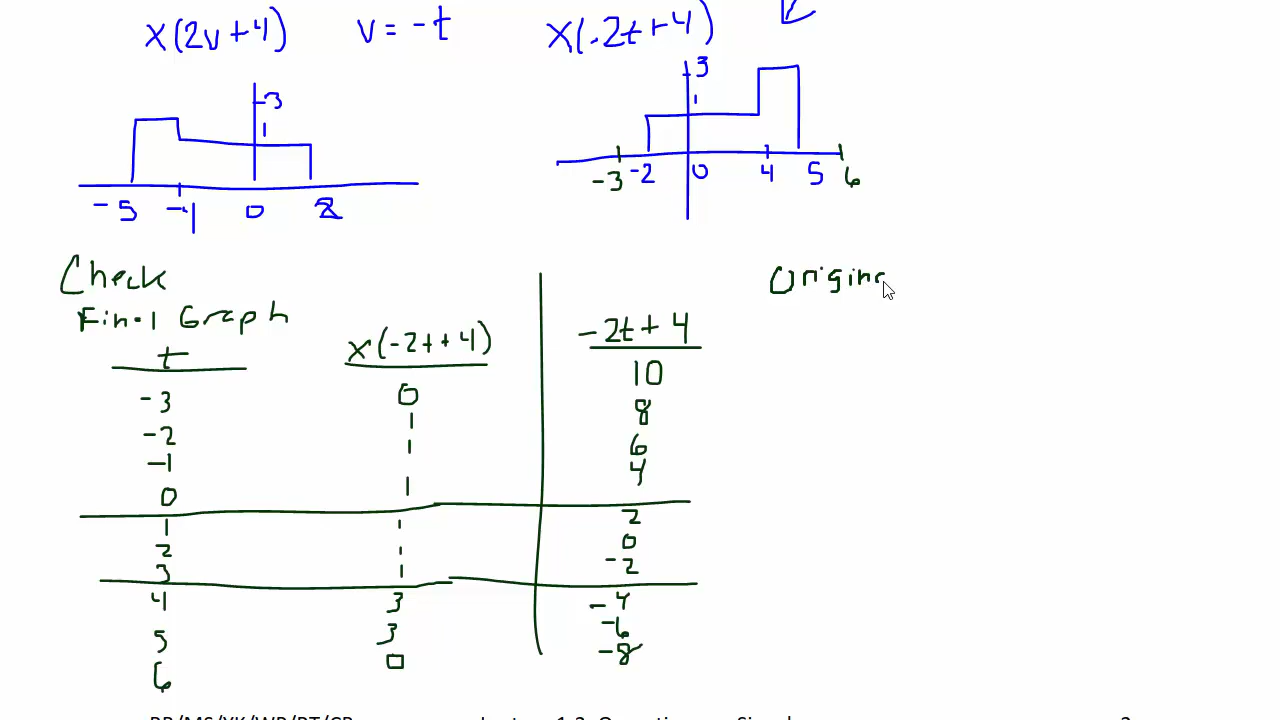 x(2v+4) v = -t x(-2t+4)
3
1
-5 -4 0 2
3
1
-3 -2 0 4 5 6
Check
Final Graph
Origina
t x(-2t+4) -2t+4
-3 0 10
-2 1 8
-1 1 6
0 1 4
1 1 2
2 1 0
3 1 -2
4 3 -4
5 3 -6
6 0 -8